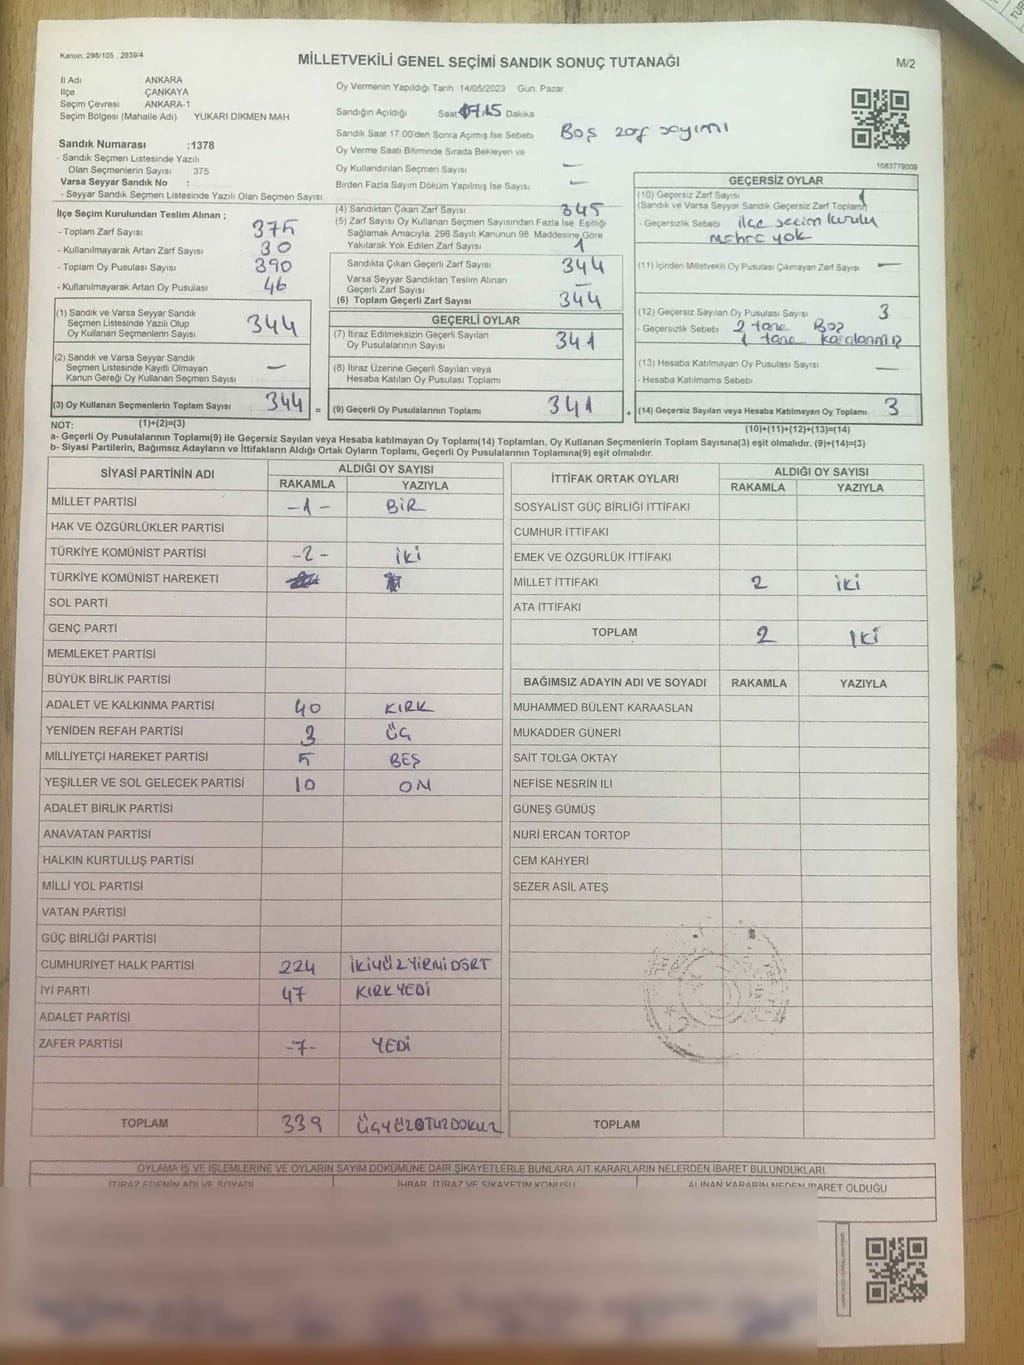 Kanun: 298/105 , 2839/4
MİLLETVEKİLİ GENEL SEÇİMİ SANDIK SONUÇ TUTANAĞI
M/2
İl Adı ANKARA
İlçe ÇANKAYA
Seçim Çevresi ANKARA-1
Seçim Bölgesi (Mahalle Adı) YUKARI DİKMEN MAH
Sandık Numarası :1378
- Sandık Seçmen Listesinde Yazılı
Olan Seçmenlerin Sayısı 375
Varsa Seyyar Sandık No :
- Seyyar Sandık Seçmen Listesinde Yazılı Olan Seçmen Sayısı
Oy Vermenin Yapıldığı Tarih 14/05/2023 Gün. Pazar
Sandığın Açıldığı Saat 17.15 Dakika
Sandık Saat 17:00'den Sonra Açımış İse Sebebi Boş zarf sayımı
Oy Verme Saati Bitiminde Sırada Bekleyen ve
Oy Kullandırılan Seçmen Sayısı —
Birden Fazla Sayım Döküm Yapılmış İse Sayısı —
1083779009
İlçe Seçim Kurulundan Teslim Alınan ;
- Toplam Zarf Sayısı 375
- Kullanılmayarak Artan Zarf Sayısı 30
- Toplam Oy Pusulası Sayısı 390
- Kullanılmayarak Artan Oy Pusulası 46
(1) Sandık ve Varsa Seyyar Sandık
Seçmen Listesinde Yazılı Olup
Oy Kullanan Seçmenlerin Sayısı 344
(2) Sandık ve Varsa Seyyar Sandık
Seçmen Listesinde Kayıtlı Olmayan
Kanun Gereği Oy Kullanan Seçmen Sayısı —
(3) Oy Kullanan Seçmenlerin Toplam Sayısı 344 =
(4) Sandıktan Çıkan Zarf Sayısı 345
(5) Zarf Sayısı Oy Kullanan Seçmen Sayısından Fazla İse Eşitliği
Sağlamak Amacıyla, 298 Sayılı Kanunun 98 Maddesine Göre
Yakılarak Yok Edilen Zarf Sayısı 1
Sandıkta Çıkan Geçerli Zarf Sayısı 344
Varsa Seyyar Sandıktan Teslim Alınan
Geçerli Zarf Sayısı —
(6) Toplam Geçerli Zarf Sayısı 344
GEÇERLİ OYLAR
(7) İtiraz Edilmeksizin Geçerli Sayılan
Oy Pusulalarının Sayısı 341
(8) İtiraz Üzerine Geçerli Sayılan veya
Hesaba Katılan Oy Pusulası Toplamı
(9) Geçerli Oy Pusulalarının Toplamı 341 +
GEÇERSİZ OYLAR
(10) Geçersiz Zarf Sayısı 1
(Sandık ve Varsa Seyyar Sandık Geçersiz Zarf Toplamı)
- Geçersizlik Sebebi ilçe seçim kurulu
mührü yok
(11) İçinden Milletvekili Oy Pusulası Çıkmayan Zarf Sayısı —
(12) Geçersiz Sayılan Oy Pusulası Sayısı 3
- Geçersizlik Sebebi 2 tane Boş
1 tane karalanmış
(13) Hesaba Katılmayan Oy Pusulası Sayısı —
- Hesaba Katılmama Sebebi
(14) Geçersiz Sayılan veya Hesaba Katılmayan Oy Toplamı 3
NOT: (1)+(2)=(3)
(10)+(11)+(12)+(13)=(14)
a- Geçerli Oy Pusulalarının Toplamı(9) ile Geçersiz Sayılan veya Hesaba katılmayan Oy Toplamı(14) Toplamları, Oy Kullanan Seçmenlerin Toplam Sayısına(3) eşit olmalıdır. (9)+(14)=(3)
b- Siyasi Partilerin, Bağımsız Adayların ve İttifakların Aldığı Ortak Oyların Toplamı, Geçerli Oy Pusulalarının Toplamına(9) eşit olmalıdır.
SİYASİ PARTİNİN ADI ALDIĞI OY SAYISI
RAKAMLA YAZIYLA
MİLLET PARTİSİ -1- BİR
HAK VE ÖZGÜRLÜKLER PARTİSİ
TÜRKİYE KOMÜNİST PARTİSİ -2- İKİ
TÜRKİYE KOMÜNİST HAREKETİ
SOL PARTİ
GENÇ PARTİ
MEMLEKET PARTİSİ
BÜYÜK BİRLİK PARTİSİ
ADALET VE KALKINMA PARTİSİ 40 KIRK
YENİDEN REFAH PARTİSİ 3 ÜÇ
MİLLİYETÇİ HAREKET PARTİSİ 5 BEŞ
YEŞİLLER VE SOL GELECEK PARTİSİ 10 ON
ADALET BİRLİK PARTİSİ
ANAVATAN PARTİSİ
HALKIN KURTULUŞ PARTİSİ
MİLLİ YOL PARTİSİ
VATAN PARTİSİ
GÜÇ BİRLİĞİ PARTİSİ
CUMHURİYET HALK PARTİSİ 224 İKİYÜZYİRMİDÖRT
İYİ PARTİ 47 KIRKYEDİ
ADALET PARTİSİ
ZAFER PARTİSİ -7- YEDİ
TOPLAM 339 ÜÇYÜZOTUZDOKUZ
İTTİFAK ORTAK OYLARI ALDIĞI OY SAYISI
RAKAMLA YAZIYLA
SOSYALİST GÜÇ BİRLİĞİ İTTİFAKI
CUMHUR İTTİFAKI
EMEK VE ÖZGÜRLÜK İTTİFAKI
MİLLET İTTİFAKI 2 İKİ
ATA İTTİFAKI
TOPLAM 2 İKİ
BAĞIMSIZ ADAYIN ADI VE SOYADI RAKAMLA YAZIYLA
MUHAMMED BÜLENT KARAASLAN
MUKADDER GÜNERİ
SAİT TOLGA OKTAY
NEFİSE NESRİN İLİ
GÜNEŞ GÜMÜŞ
NURİ ERCAN TORTOP
CEM KAHYERİ
SEZER ASİL ATEŞ
TOPLAM
OYLAMA İŞ VE İŞLEMLERİNE VE OYLARIN SAYIM DÖKÜMÜNE DAİR ŞİKAYETLERLE BUNLARA AİT KARARLARIN NELERDEN İBARET BULUNDUKLARI
İTİRAZ EDENİN ADI VE SOYADI İHBAR, İTİRAZ VE ŞİKAYETİN KONUSU ALINAN KARARIN NEDEN İBARET OLDUĞU